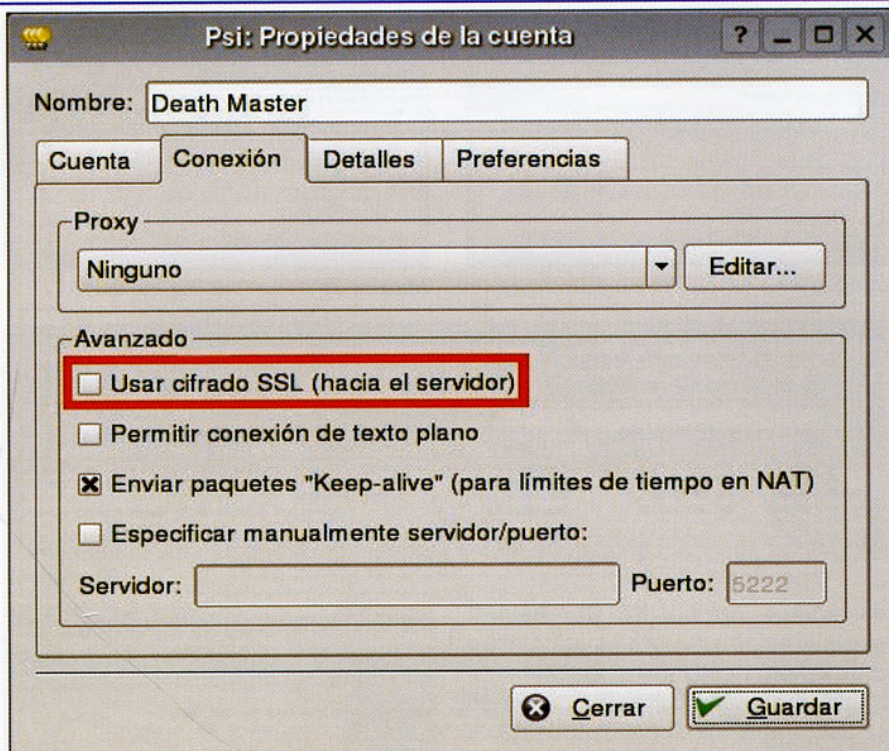 Psi: Propiedades de la cuenta
Nombre: Death Master
Cuenta Conexión Detalles Preferencias
Proxy
Ninguno Editar...
Avanzado
Usar cifrado SSL (hacia el servidor)
Permitir conexión de texto plano
Enviar paquetes "Keep-alive" (para límites de tiempo en NAT)
Especificar manualmente servidor/puerto:
Servidor: Puerto: 5222
Cerrar Guardar